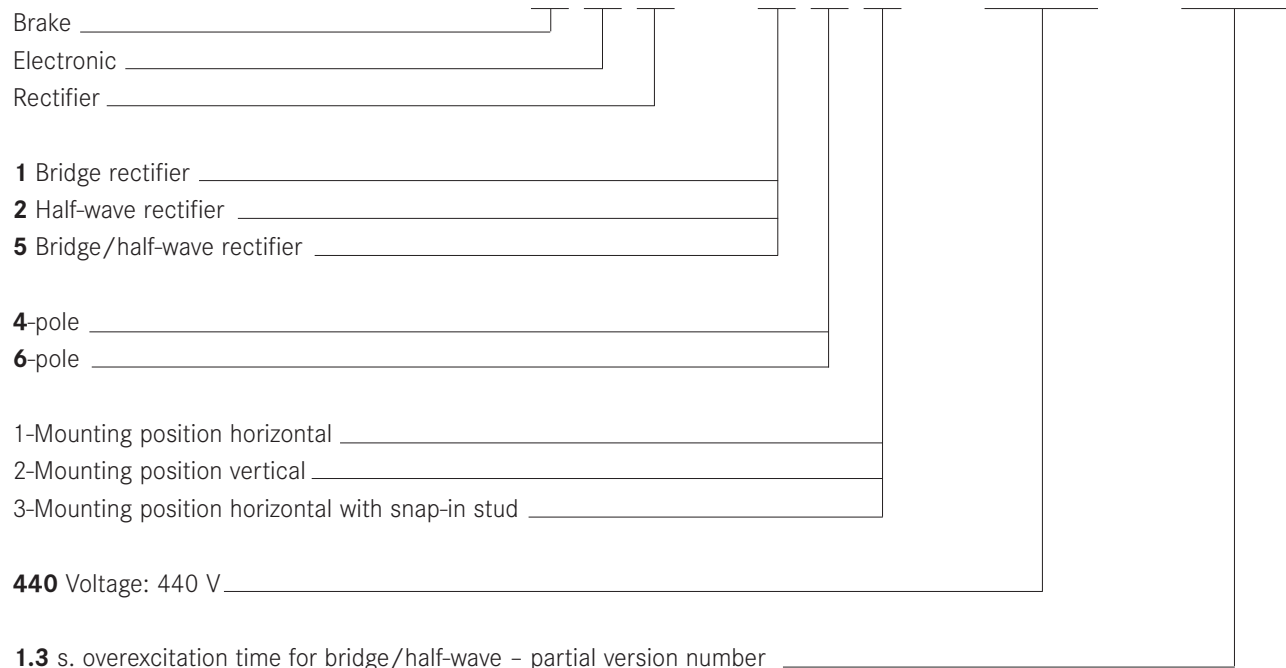 Brake
Electronic
Rectifier
1 Bridge rectifier
2 Half-wave rectifier
5 Bridge/half-wave rectifier
4-pole
6-pole
1-Mounting position horizontal
2-Mounting position vertical
3-Mounting position horizontal with snap-in stud
440 Voltage: 440 V
1.3 s. overexcitation time for bridge/half-wave – partial version number